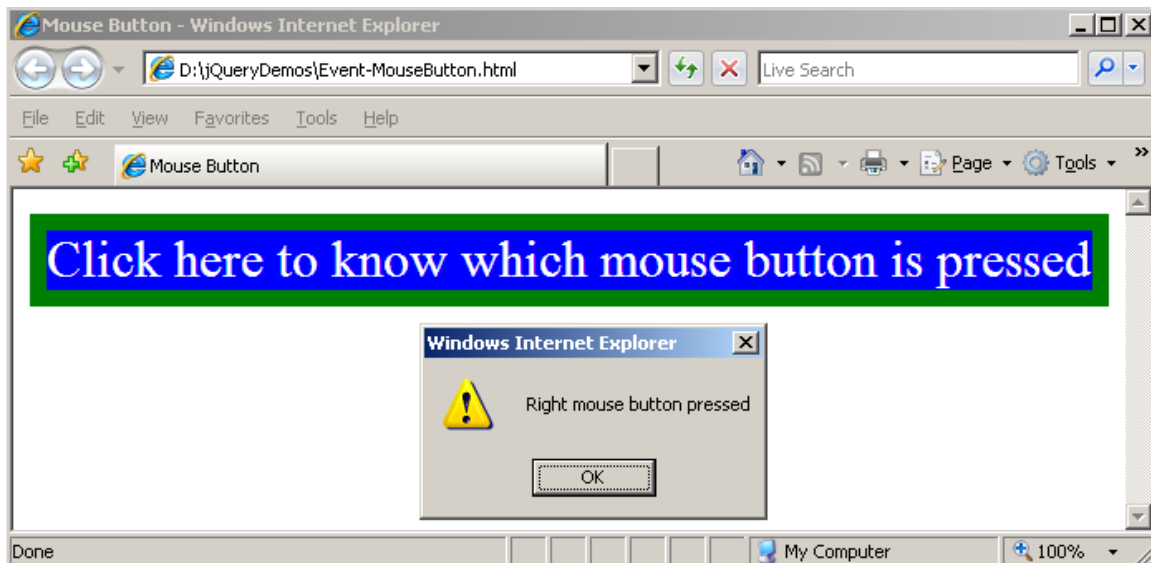 Mouse Button - Windows Internet Explorer
D:\jQueryDemos\Event-MouseButton.html
Live Search
File Edit View Favorites Tools Help
Mouse Button
Page Tools »
Click here to know which mouse button is pressed
Windows Internet Explorer
Right mouse button pressed
OK
Done
My Computer
100%